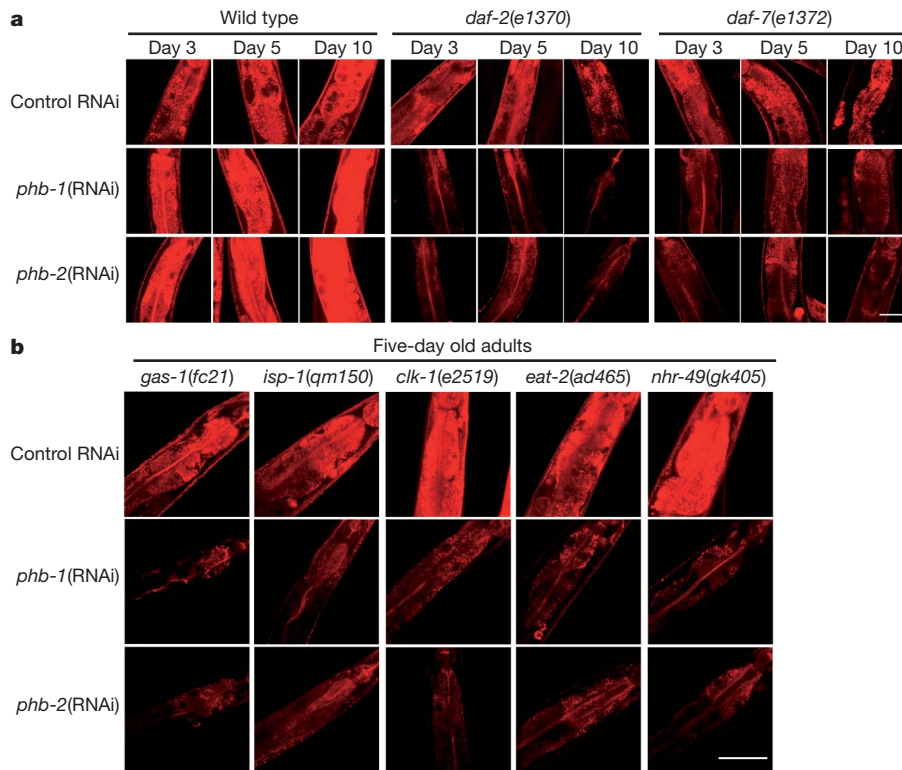 a
Wild type daf-2(e1370) daf-7(e1372)
Day 3 Day 5 Day 10 Day 3 Day 5 Day 10 Day 3 Day 5 Day 10
Control RNAi
phb-1(RNAi)
phb-2(RNAi)
b
Five-day old adults
gas-1(fc21) isp-1(qm150) clk-1(e2519) eat-2(ad465) nhr-49(gk405)
Control RNAi
phb-1(RNAi)
phb-2(RNAi)